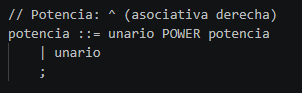 // Potencia: ^ (asociativa derecha)
potencia ::= unario POWER potencia
    | unario
    ;